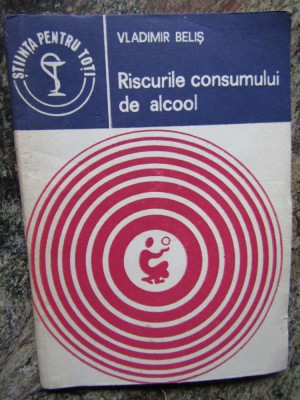 ȘTIINȚA PENTRU TOȚI
VLADIMIR BELIȘ
Riscurile consumului
de alcool